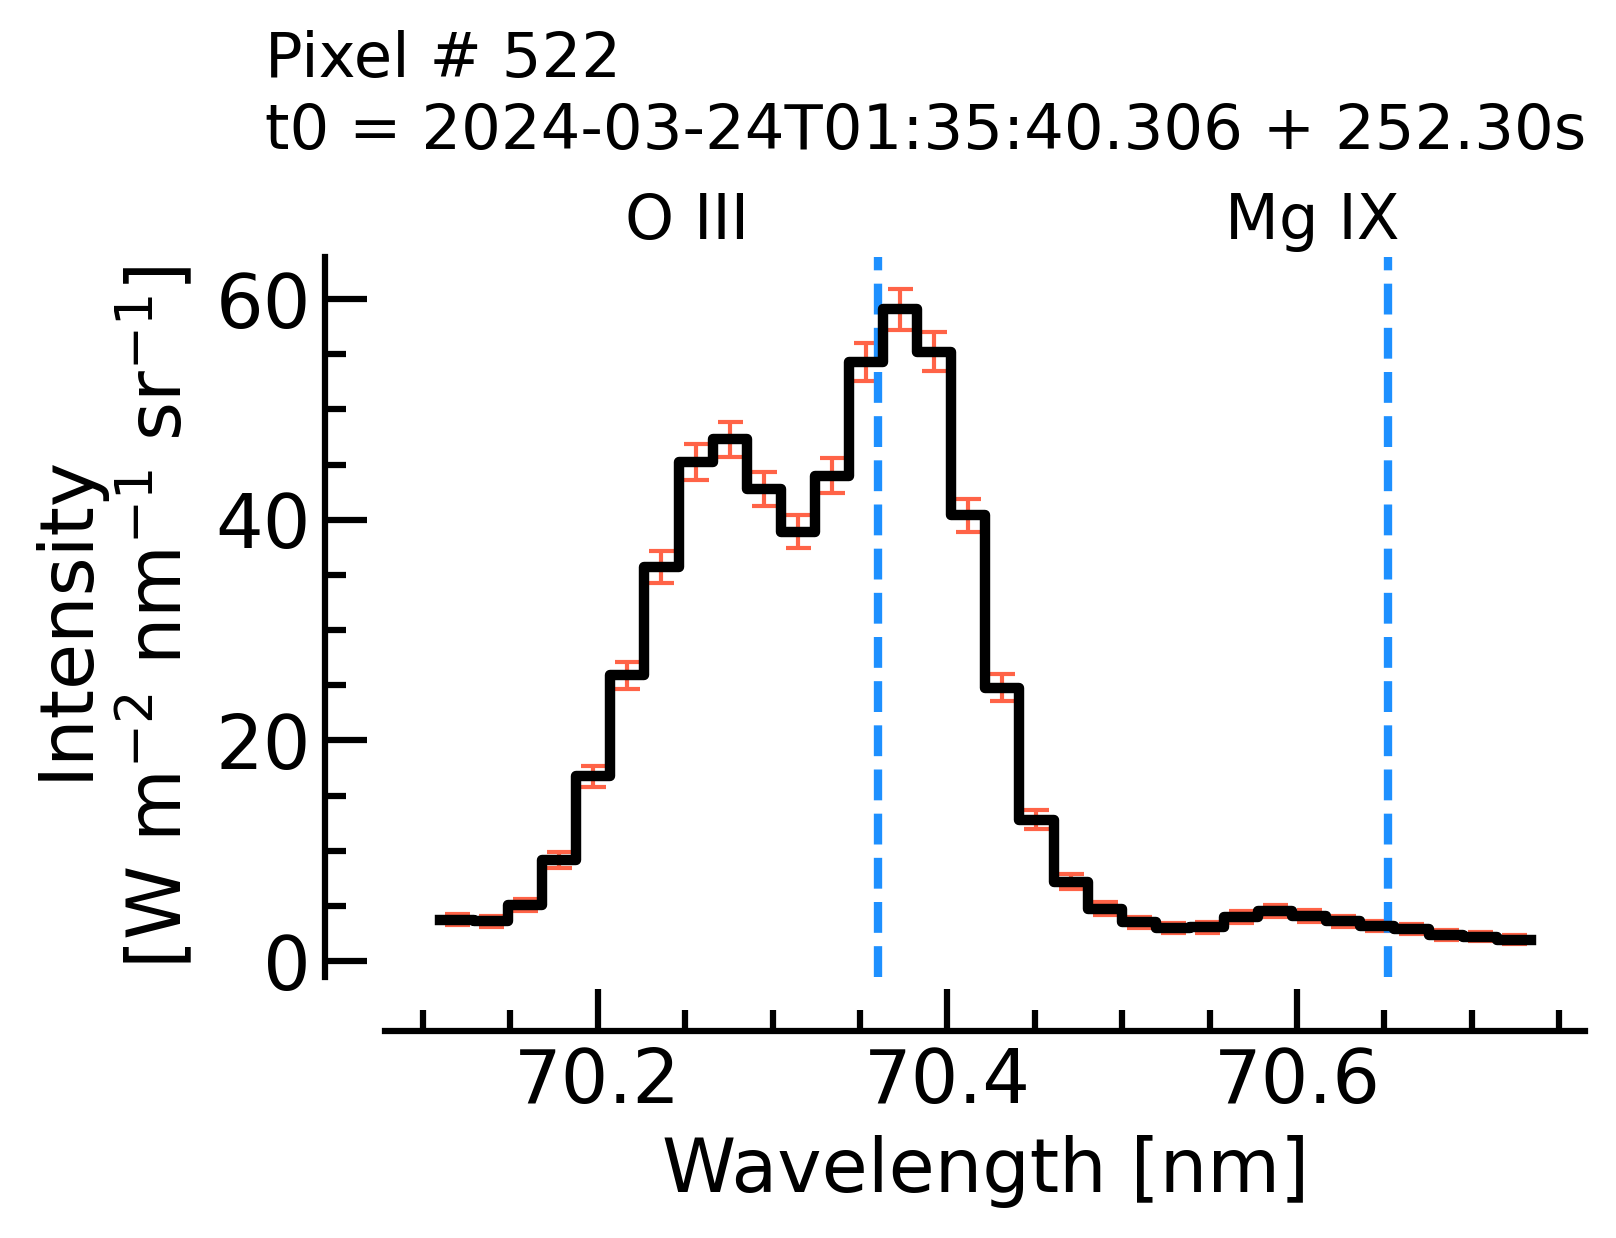 Pixel # 522
t0 = 2024-03-24T01:35:40.306 + 252.30s
O III
Mg IX
Intensity
[W m⁻² nm⁻¹ sr⁻¹]
60
40
20
0
70.2
70.4
70.6
Wavelength [nm]